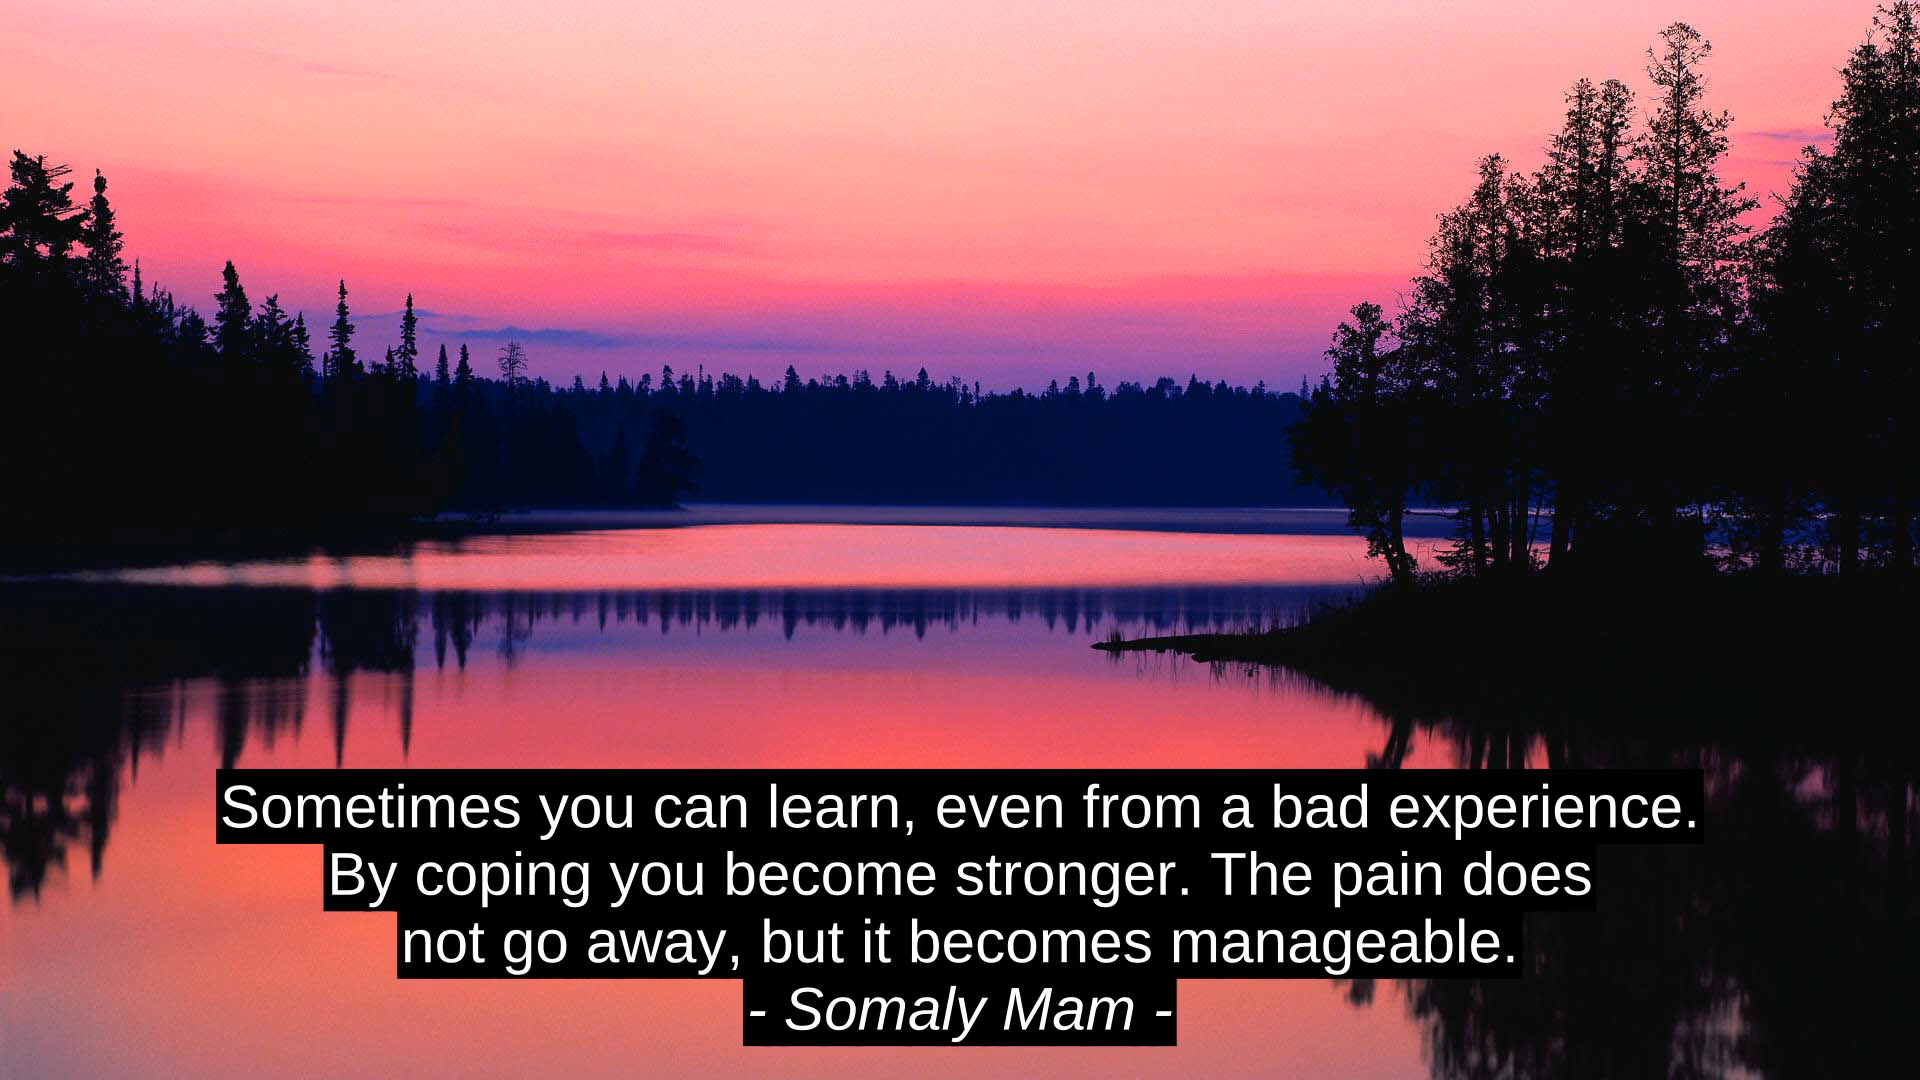 Sometimes you can learn, even from a bad experience.
By coping you become stronger. The pain does
not go away, but it becomes manageable.
- Somaly Mam -